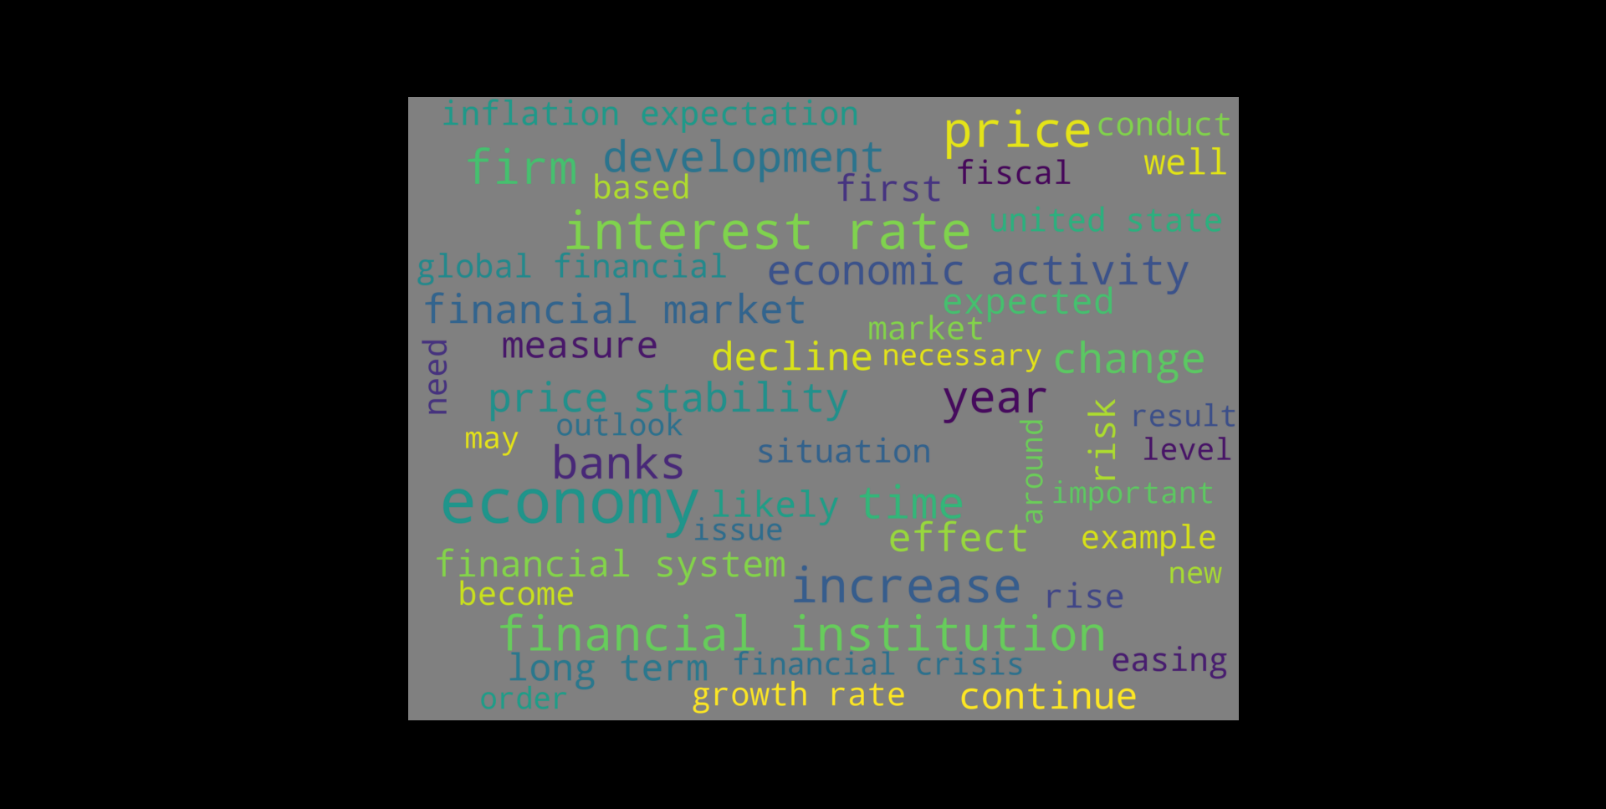 inflation expectation
price
conduct
firm
development
well
fiscal
based
first
interest rate
united state
global financial
economic activity
financial market
expected
market
need
measure
decline
necessary
change
price stability
year
risk
result
outlook
around
may
situation
level
banks
economy
likely
time
important
issue
effect
example
financial system
new
become
increase
rise
financial institution
long term
financial crisis
easing
order
growth rate
continue